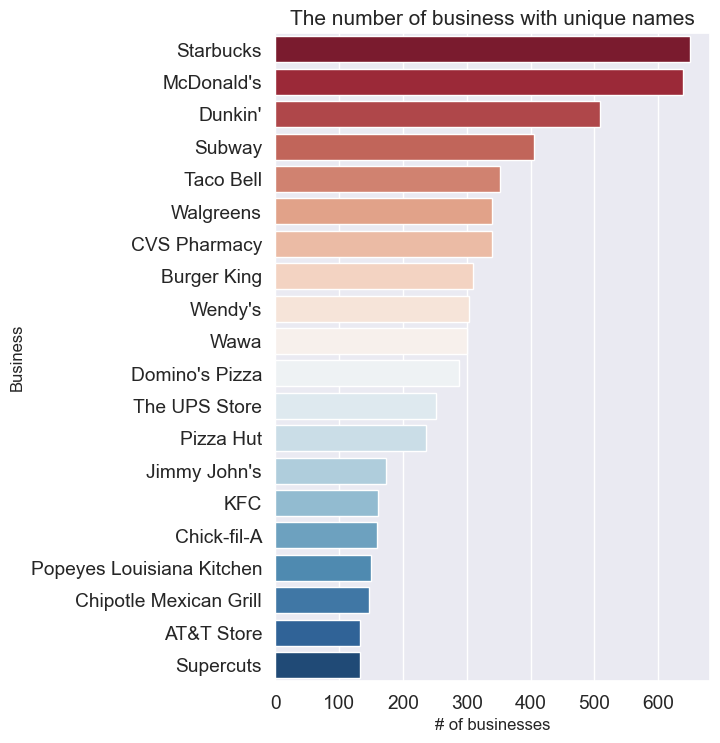 The number of business with unique names
Starbucks
McDonald's
Dunkin'
Subway
Taco Bell
Walgreens
CVS Pharmacy
Burger King
Wendy's
Wawa
Domino's Pizza
The UPS Store
Pizza Hut
Jimmy John's
KFC
Chick-fil-A
Popeyes Louisiana Kitchen
Chipotle Mexican Grill
AT&T Store
Supercuts
Business
0 100 200 300 400 500 600
# of businesses